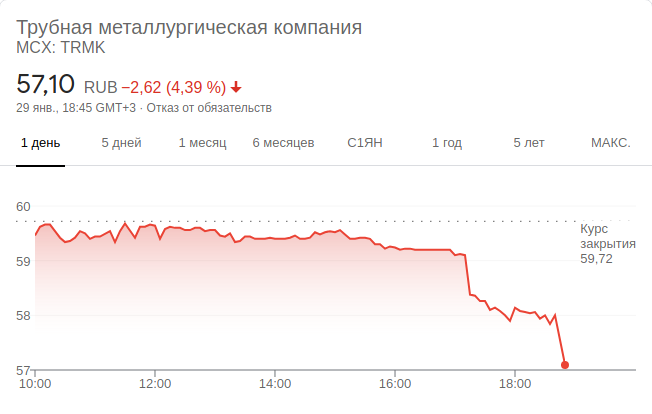 Трубная металлургическая компания
MCX: TRMK
57,10 RUB −2,62 (4,39 %)
29 янв., 18:45 GMT+3 · Отказ от обязательств
1 день 5 дней 1 месяц 6 месяцев С1ЯН 1 год 5 лет МАКС.
60
Курс
закрытия
59,72
59
58
57
10:00 12:00 14:00 16:00 18:00